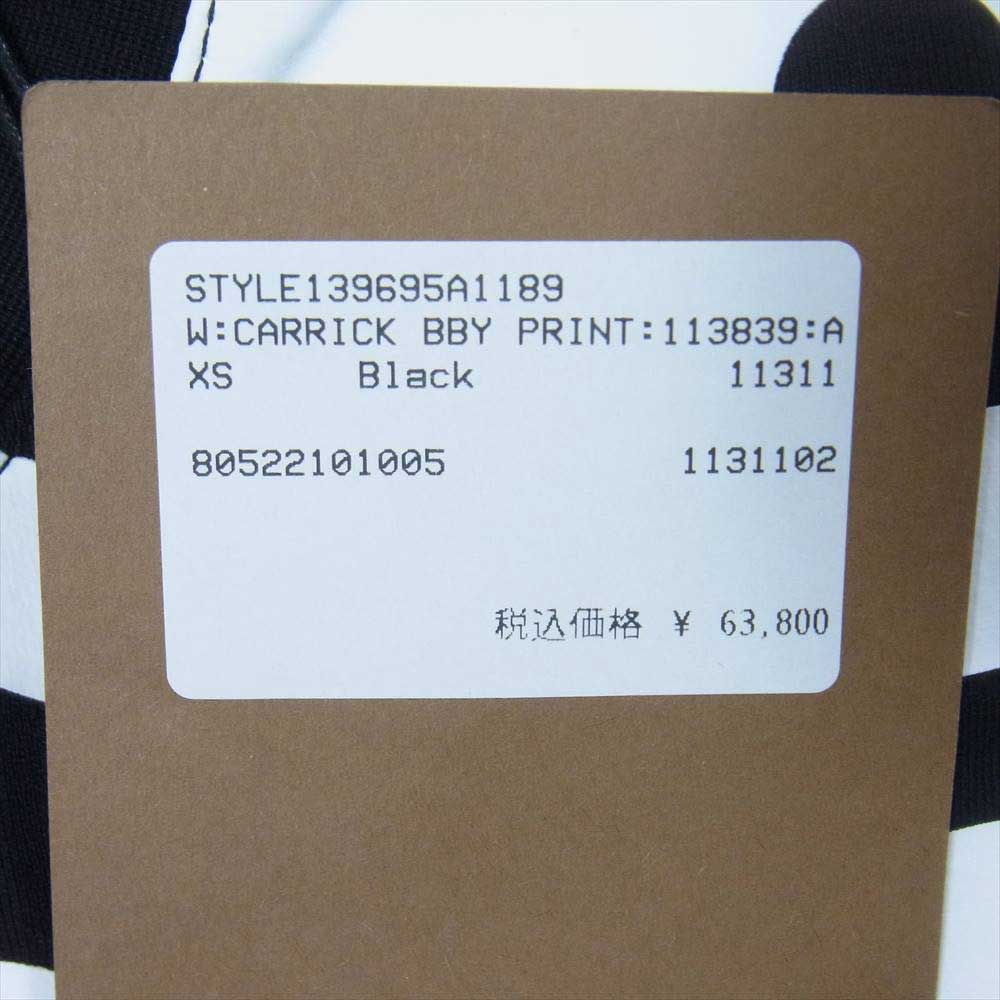 STYLE139695A1189
W:CARRICK BBY PRINT:113839:A
XS Black 11311
80522101005 1131102
税込価格 ¥ 63,800